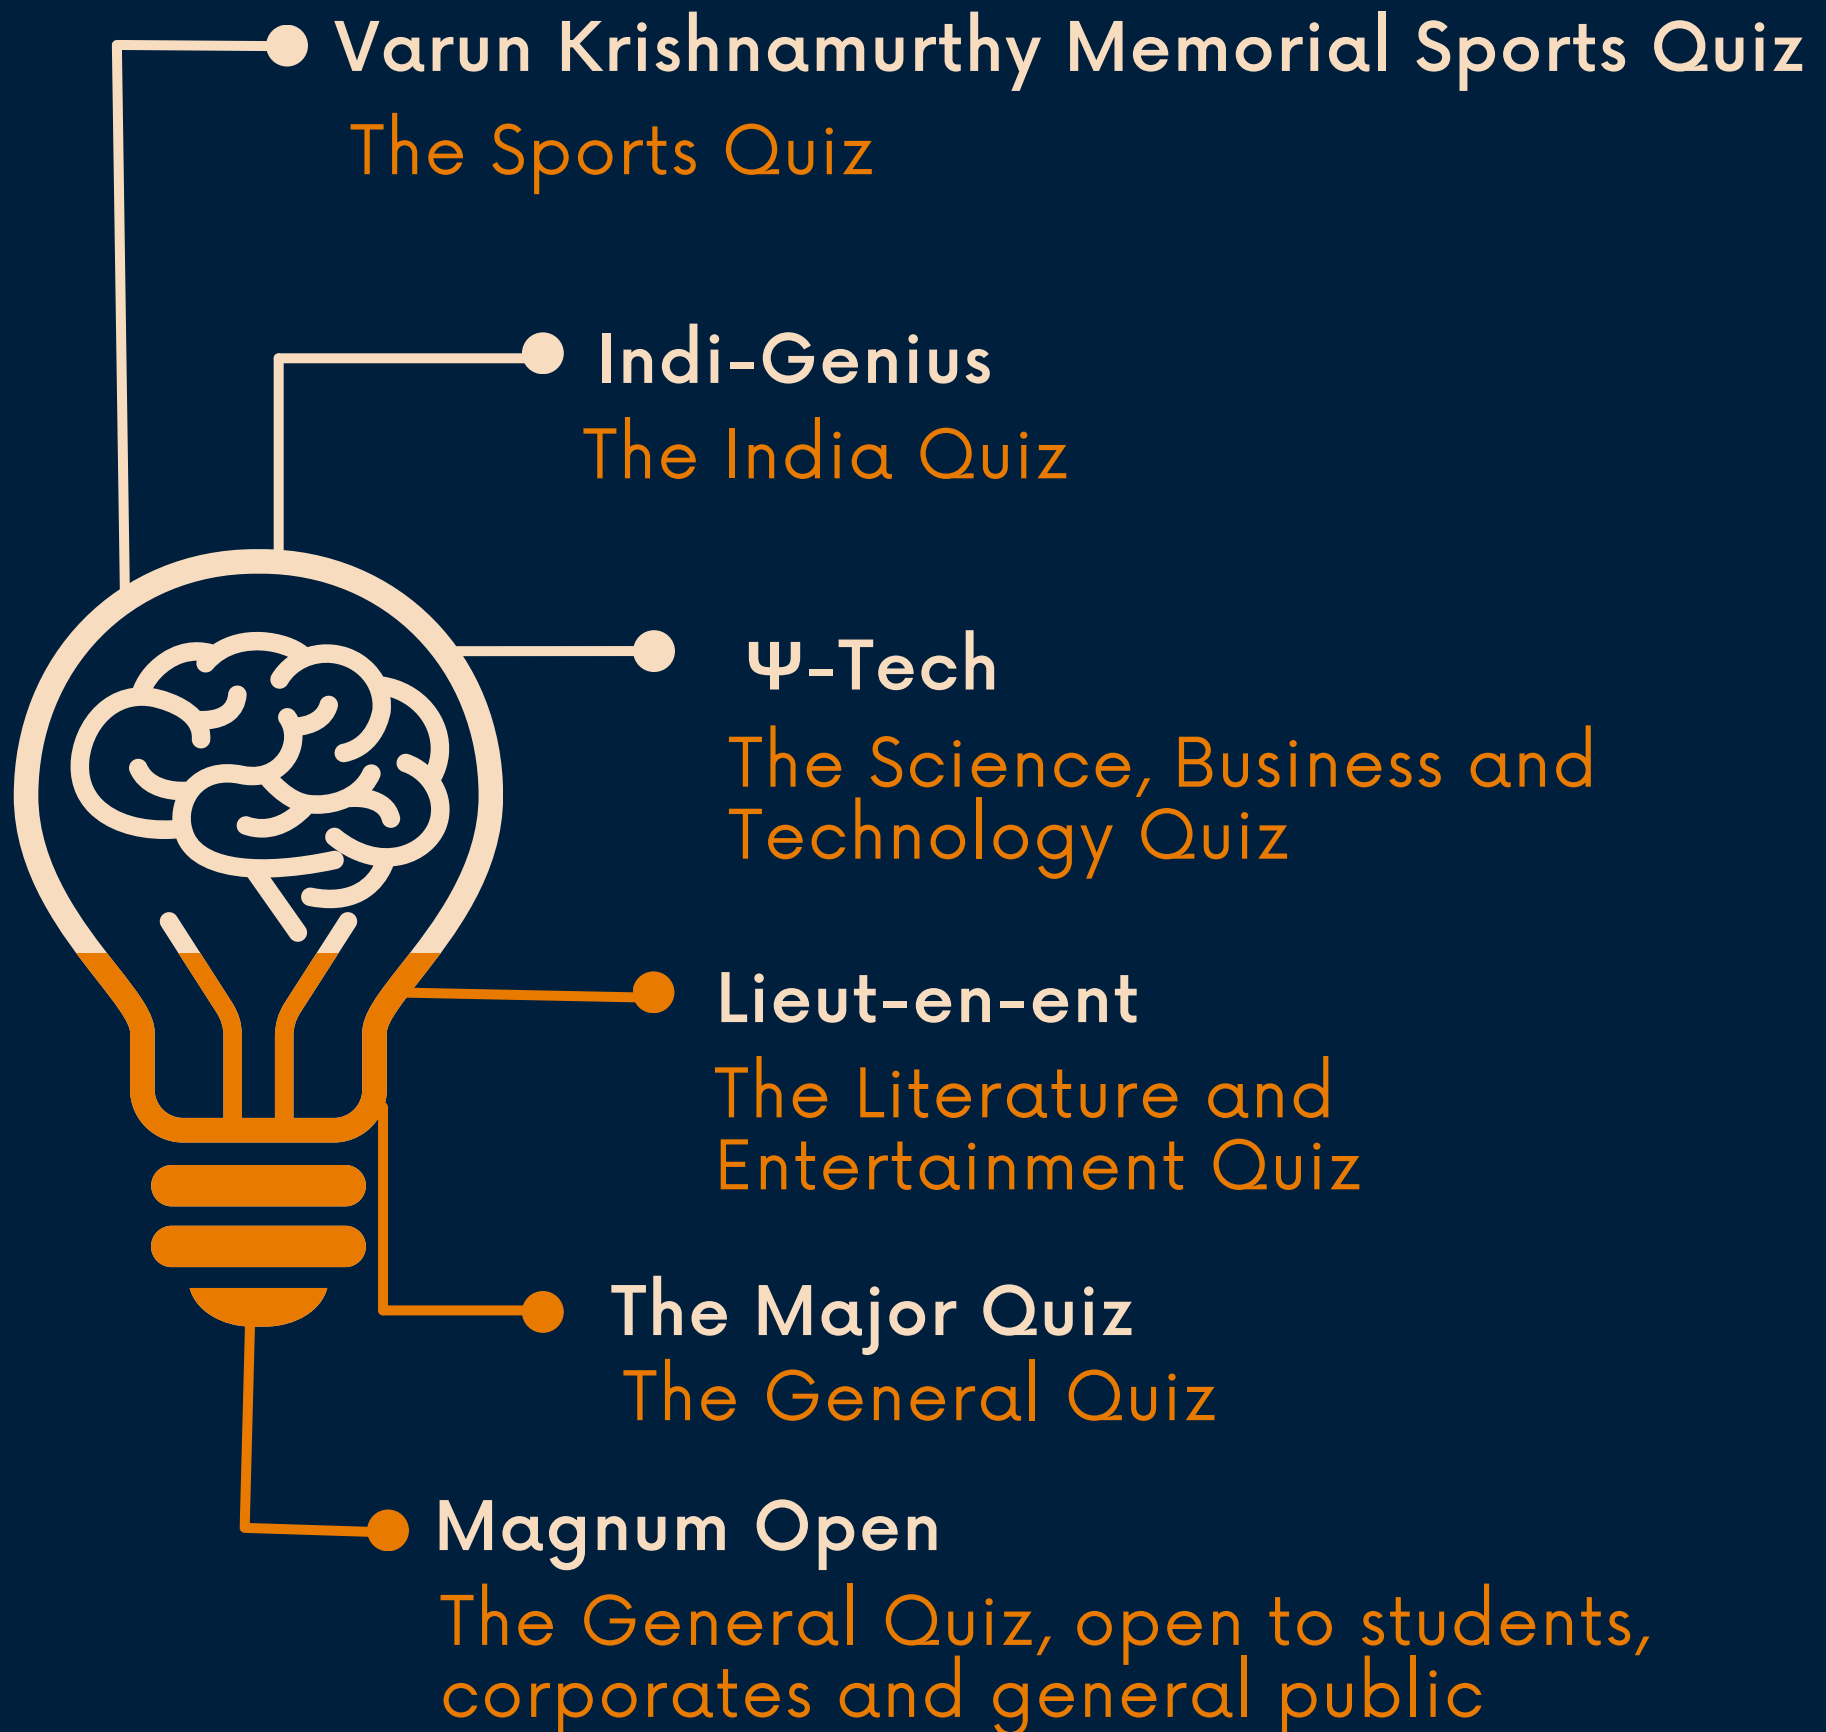 Varun Krishnamurthy Memorial Sports Quiz
The Sports Quiz
Indi-Genius
The India Quiz
Ψ-Tech
The Science, Business and
Technology Quiz
Lieut-en-ent
The Literature and
Entertainment Quiz
The Major Quiz
The General Quiz
Magnum Open
The General Quiz, open to students,
corporates and general public